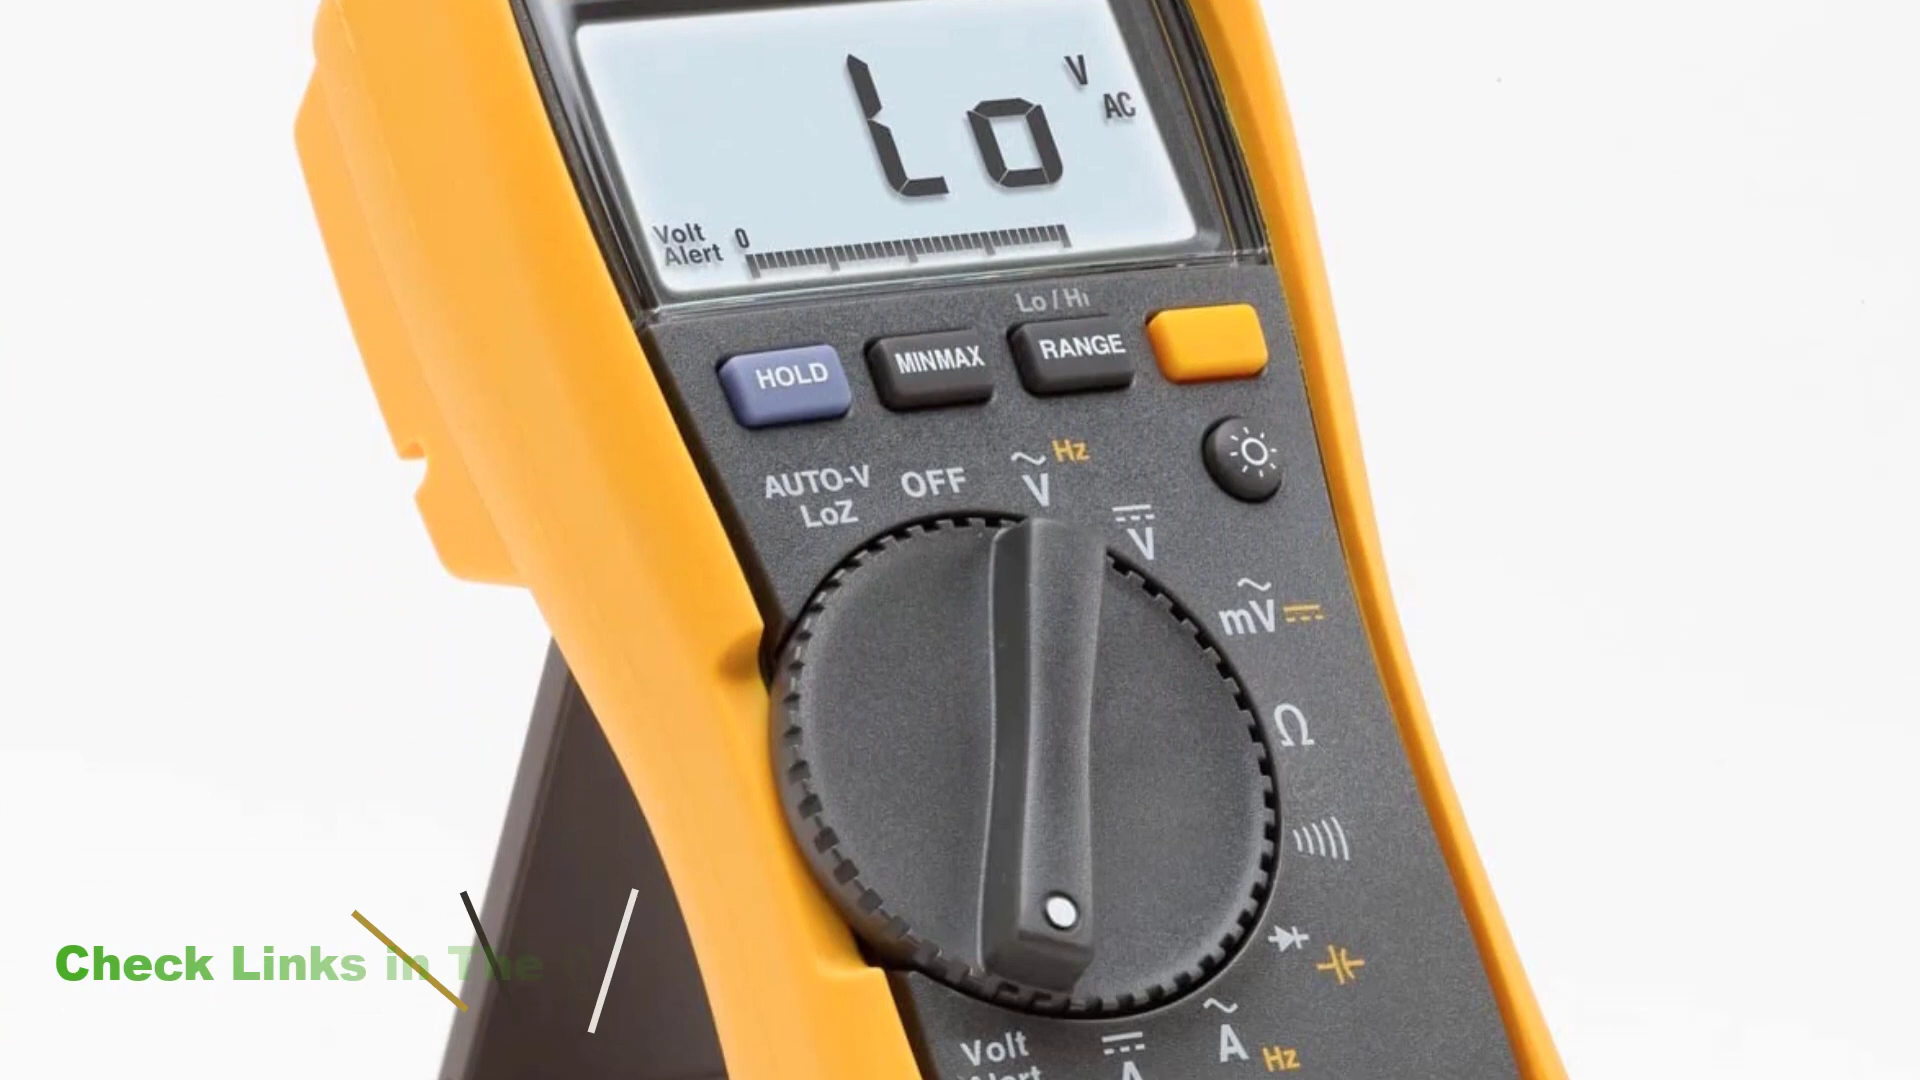 Lo
V
AC
Volt
Alert
0
Lo / Hi
HOLD
MINMAX
RANGE
AUTO-V
LoZ
OFF
Hz
V
V
mV
Ω
A
Hz
Volt
A
Check Links in The